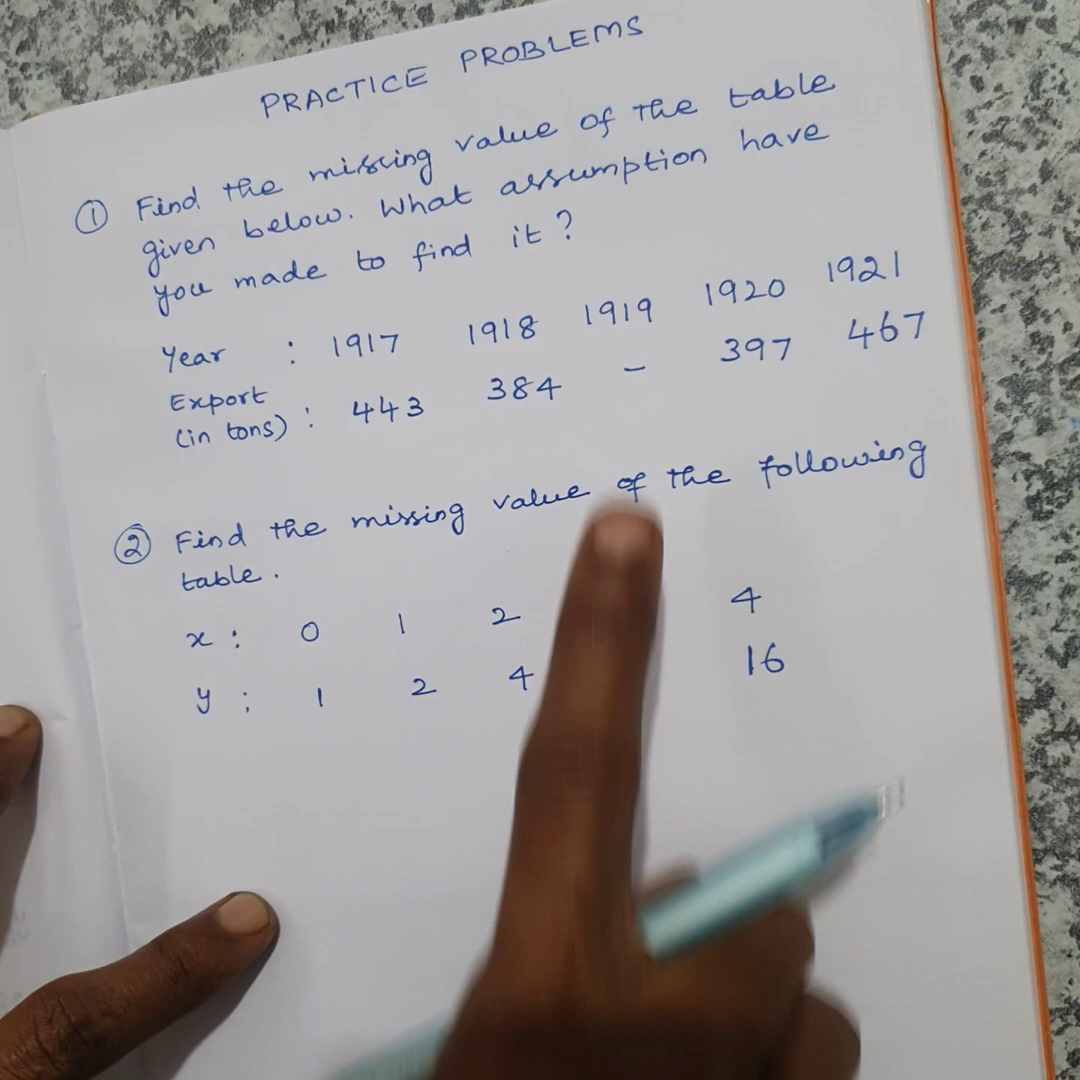 PRACTICE PROBLEMS
① Find the missing value of the table
given below. What assumption have
you made to find it?
Year : 1917 1918 1919 1920 1921
Export
(in tons) : 443 384 – 397 467
② Find the missing value of the following
table.
x : 0 1 2 4
y : 1 2 4 16